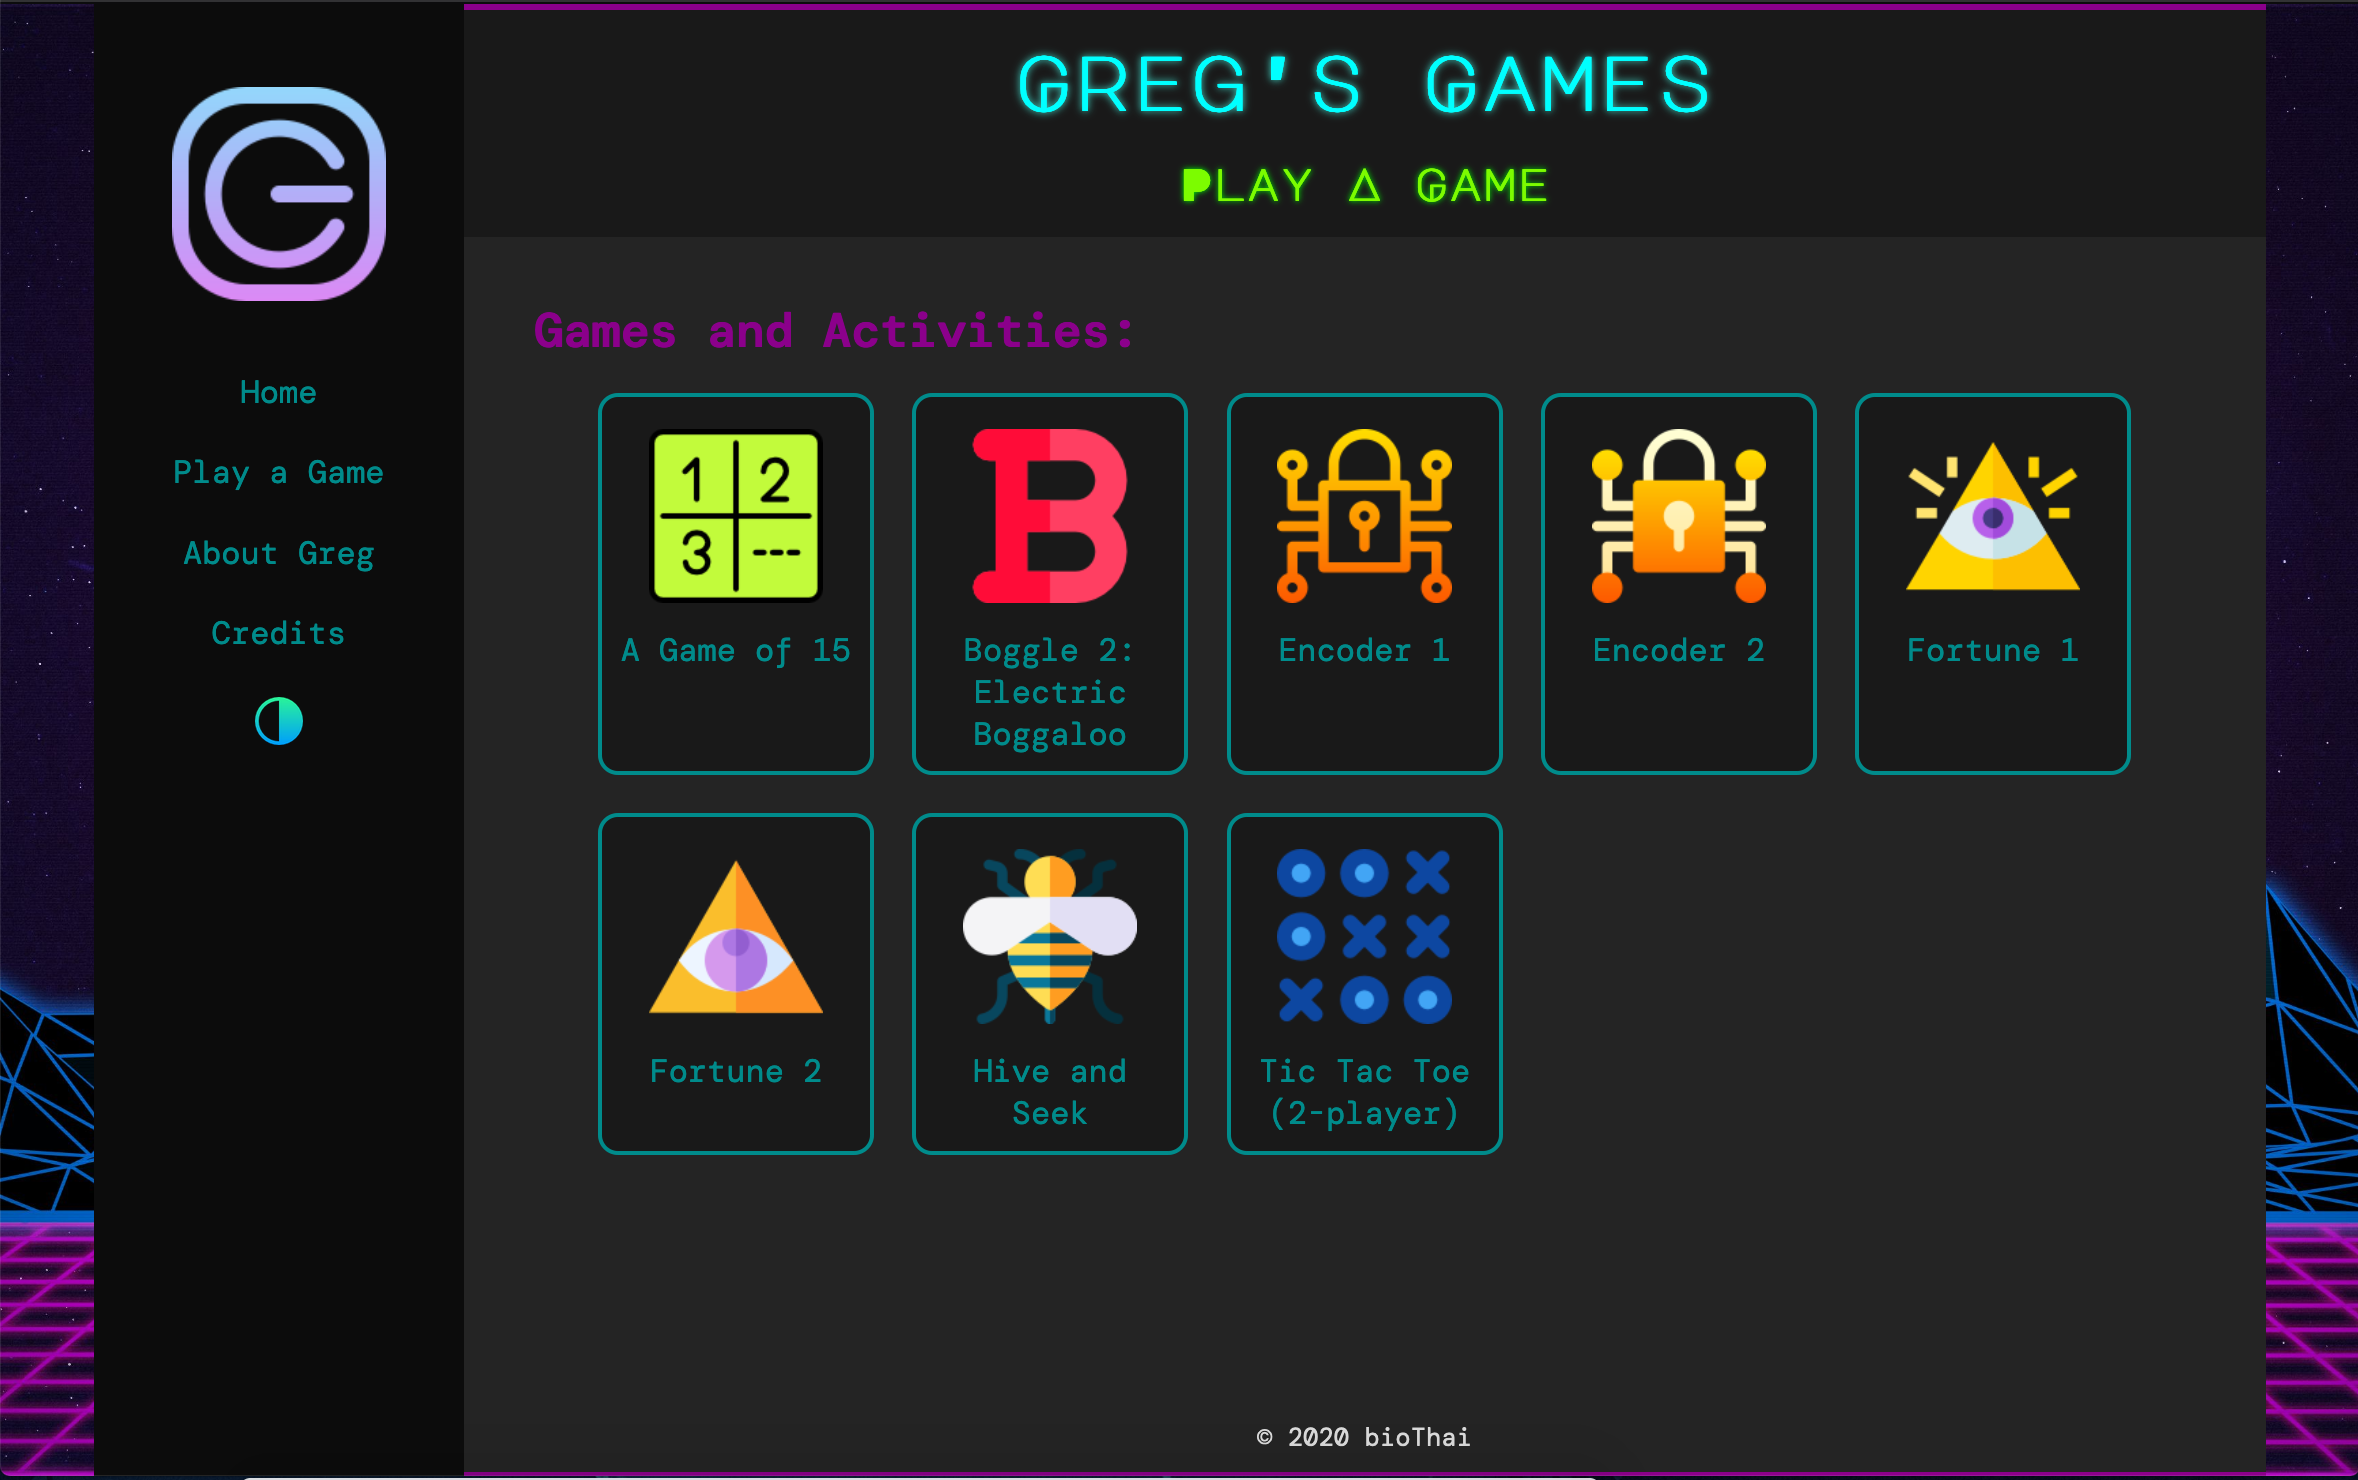 GREG'S GAMES
PLAY A GAME
Home
Play a Game
About Greg
Credits
Games and Activities:
1 2
3 ---
A Game of 15
B
Boggle 2:
Electric
Boggaloo
Encoder 1
Encoder 2
Fortune 1
Fortune 2
Hive and
Seek
Tic Tac Toe
(2-player)
© 2020 bioThai